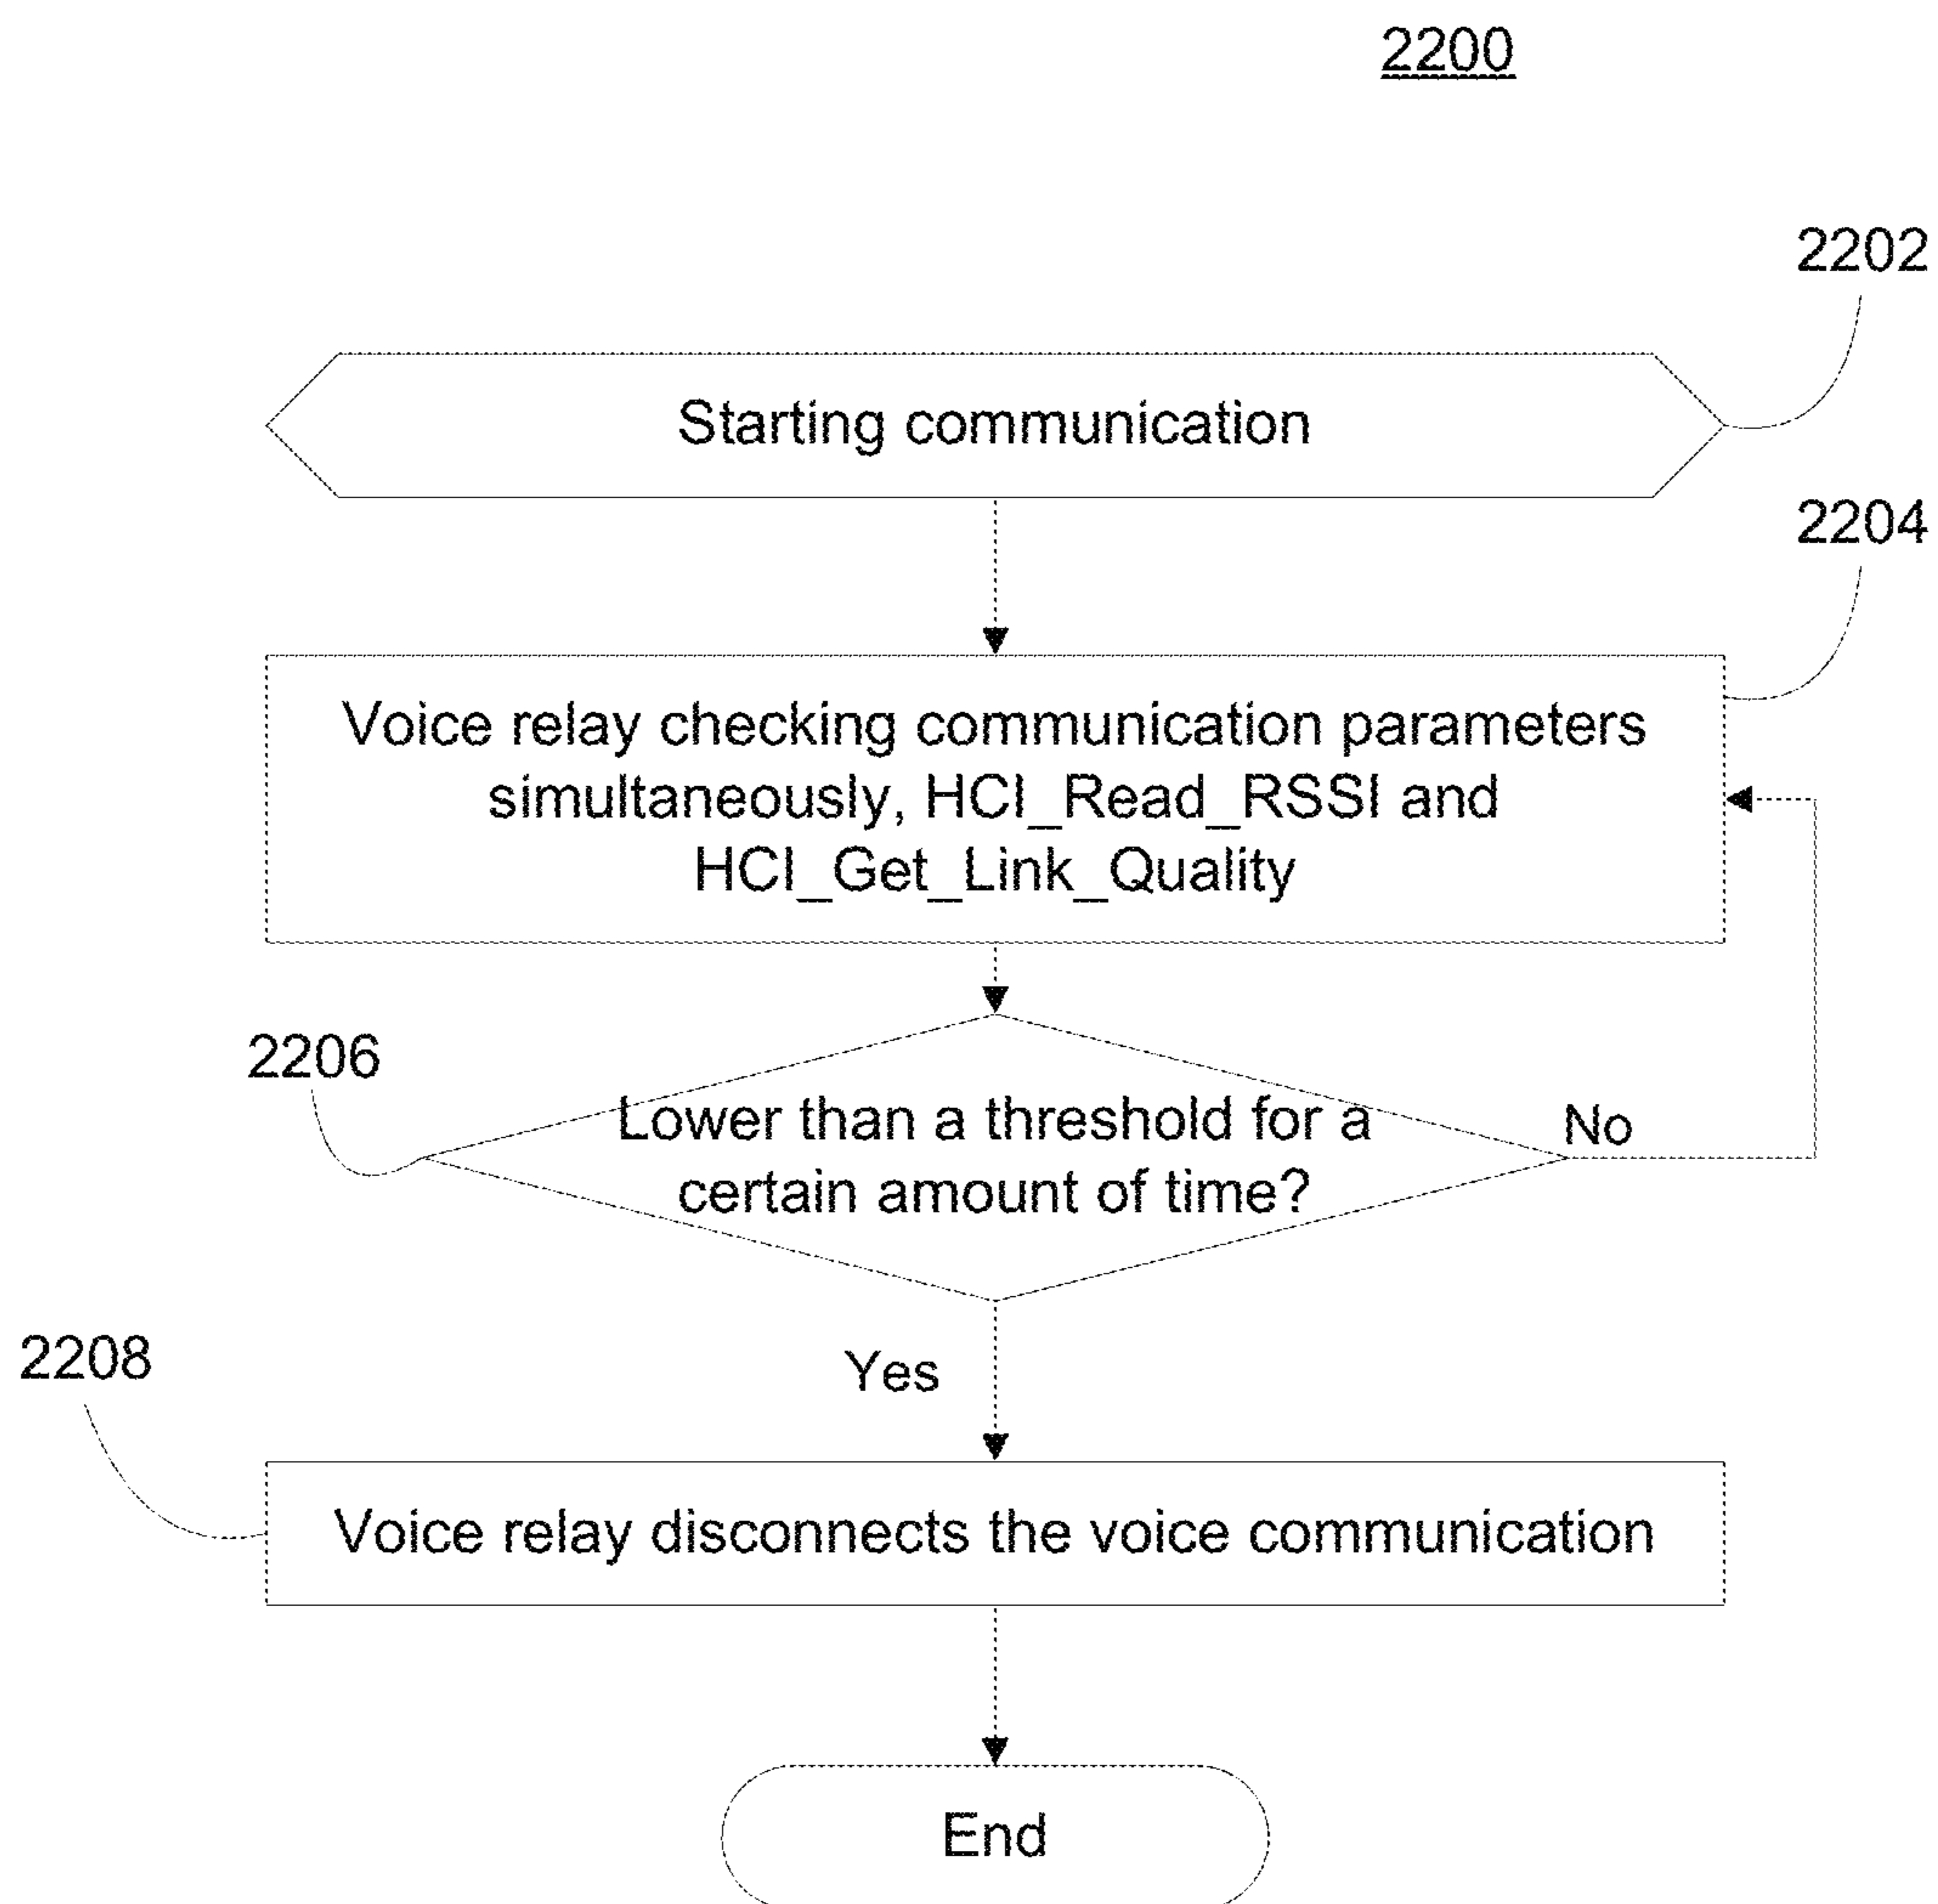 2200
2202
Starting communication
2204
Voice relay checking communication parameters
simultaneously, HCI_Read_RSSI and
HCI_Get_Link_Quality
2206
Lower than a threshold for a
certain amount of time?
No
2208
Yes
Voice relay disconnects the voice communication
End